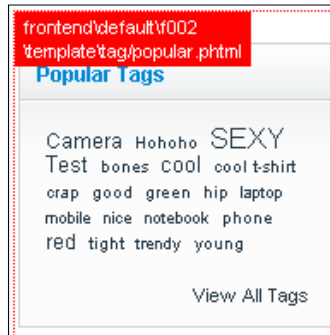 frontend\default\f002
\template\tag/popular.phtml
Popular Tags
Camera Hohoho SEXY
Test bones cool cool t-shirt
crap good green hip laptop
mobile nice notebook phone
red tight trendy young
View All Tags